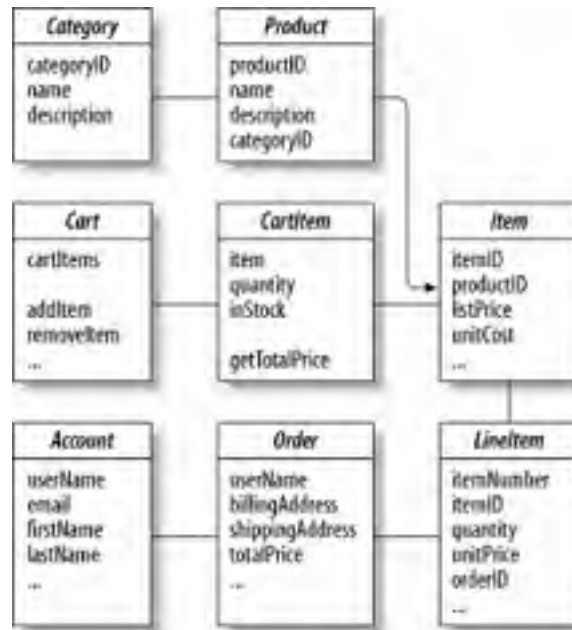 Category
categoryID
name
description
Product
productID
name
description
categoryID
Cart
cartItems
addItem
removeItem
...
CartItem
item
quantity
inStock
getTotalPrice
Item
itemID
productID
listPrice
unitCost
...
Account
userName
email
firstName
lastName
...
Order
userName
billingAddress
shippingAddress
totalPrice
...
LineItem
itemNumber
itemID
quantity
unitPrice
orderID
...